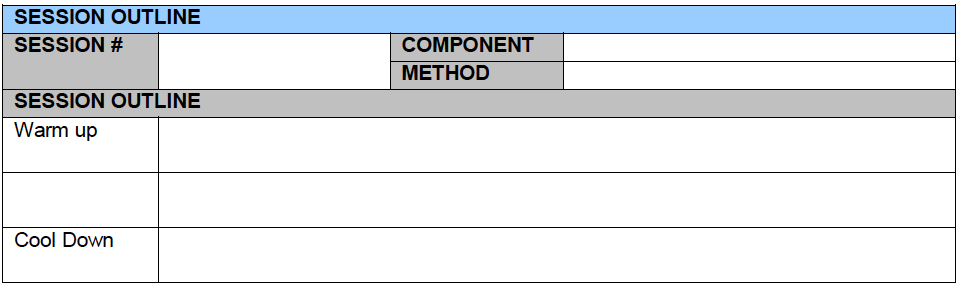 SESSION OUTLINE
SESSION #
COMPONENT
METHOD
SESSION OUTLINE
Warm up
Cool Down